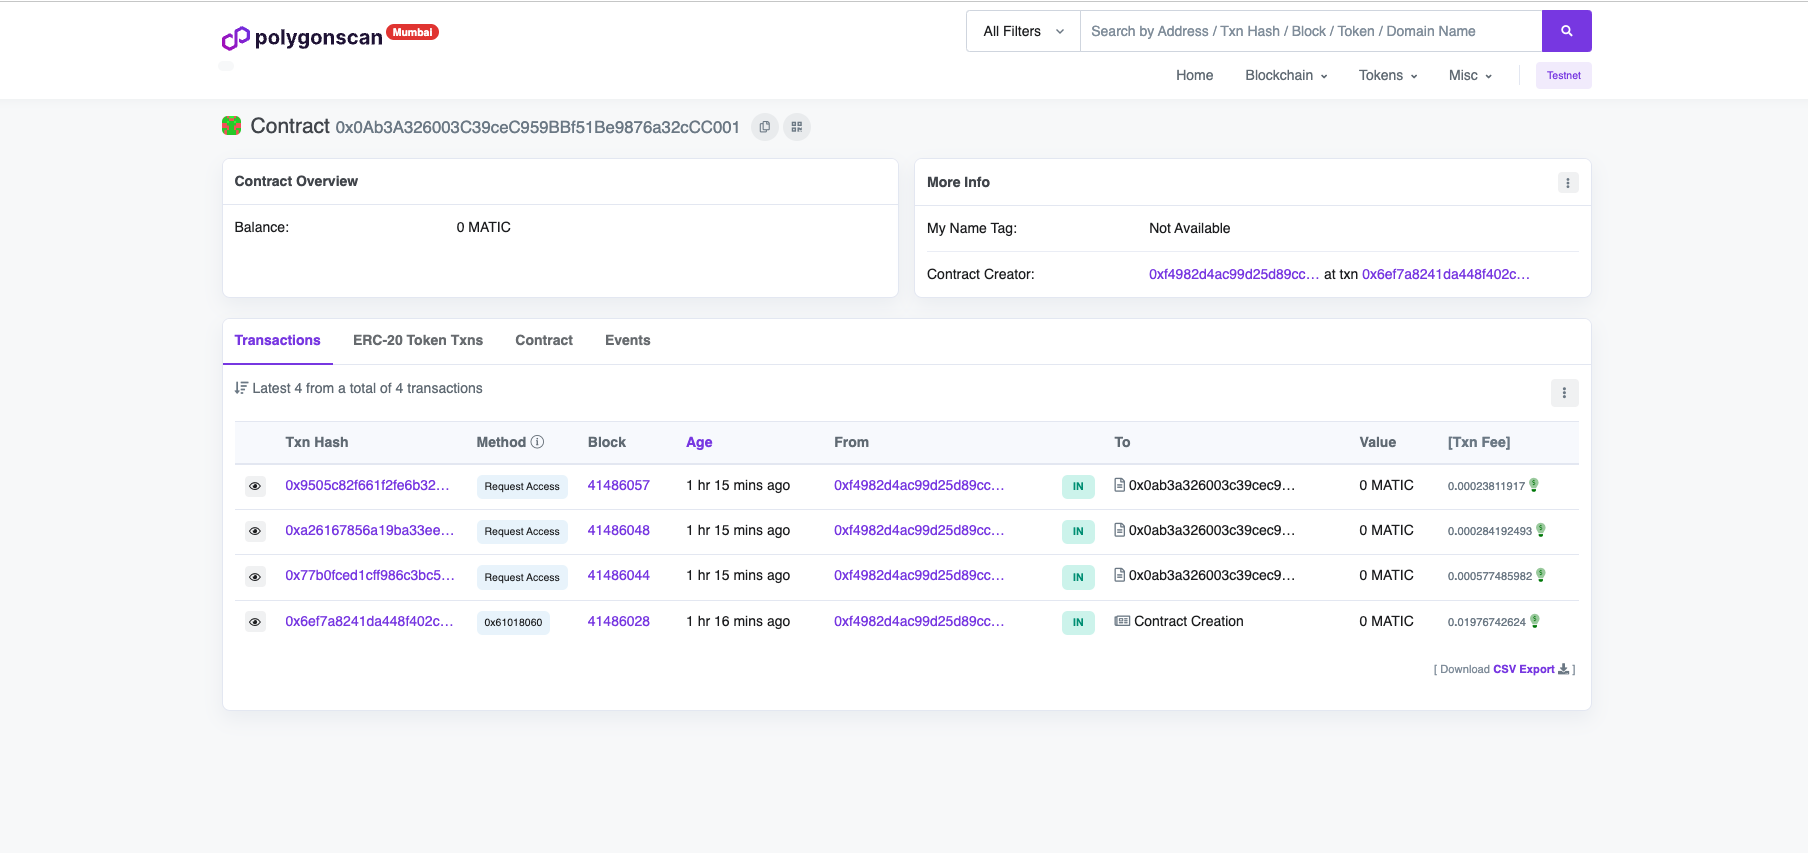 polygonscan Mumbai
All Filters Search by Address / Txn Hash / Block / Token / Domain Name
Home Blockchain Tokens Misc Testnet
Contract 0x0Ab3A326003C39ceC959BBf51Be9876a32cCC001
Contract Overview
Balance: 0 MATIC
More Info
My Name Tag: Not Available
Contract Creator: 0xf4982d4ac99d25d89cc... at txn 0x6ef7a8241da448f402c...
Transactions ERC-20 Token Txns Contract Events
Latest 4 from a total of 4 transactions
Txn Hash Method Block Age From To Value [Txn Fee]
0x9505c82f661f2fe6b32... Request Access 41486057 1 hr 15 mins ago 0xf4982d4ac99d25d89cc... IN 0x0ab3a326003c39cec9... 0 MATIC 0.00023811917
0xa26167856a19ba33ee... Request Access 41486048 1 hr 15 mins ago 0xf4982d4ac99d25d89cc... IN 0x0ab3a326003c39cec9... 0 MATIC 0.000284192493
0x77b0fced1cff986c3bc5... Request Access 41486044 1 hr 15 mins ago 0xf4982d4ac99d25d89cc... IN 0x0ab3a326003c39cec9... 0 MATIC 0.000577485982
0x6ef7a8241da448f402c... 0x61018060 41486028 1 hr 16 mins ago 0xf4982d4ac99d25d89cc... IN Contract Creation 0 MATIC 0.01976742624
[ Download CSV Export ]